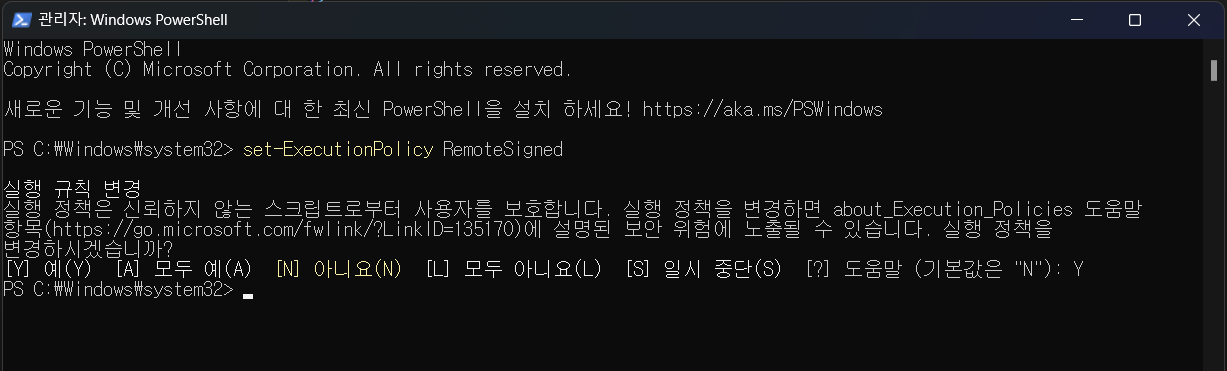 관리자: Windows PowerShell
Windows PowerShell
Copyright (C) Microsoft Corporation. All rights reserved.
새로운 기능 및 개선 사항에 대 한 최신 PowerShell을 설치 하세요! https://aka.ms/PSWindows
PS C:₩Windows₩system32> set-ExecutionPolicy RemoteSigned
실행 규칙 변경
실행 정책은 신뢰하지 않는 스크립트로부터 사용자를 보호합니다. 실행 정책을 변경하면 about_Execution_Policies 도움말
항목(https://go.microsoft.com/fwlink/?LinkID=135170)에 설명된 보안 위험에 노출될 수 있습니다. 실행 정책을
변경하시겠습니까?
[Y] 예(Y)  [A] 모두 예(A)  [N] 아니요(N)  [L] 모두 아니요(L)  [S] 일시 중단(S)  [?] 도움말 (기본값은 "N"): Y
PS C:₩Windows₩system32>